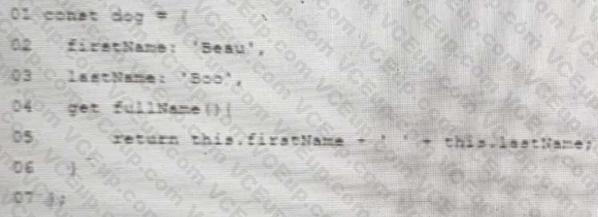 01 const dog = {
02 firstName: 'Beau',
03 lastName: 'Boo',
04 get fullName(){
05 return this.firstName + ' ' + this.lastName;
06 }
07 };